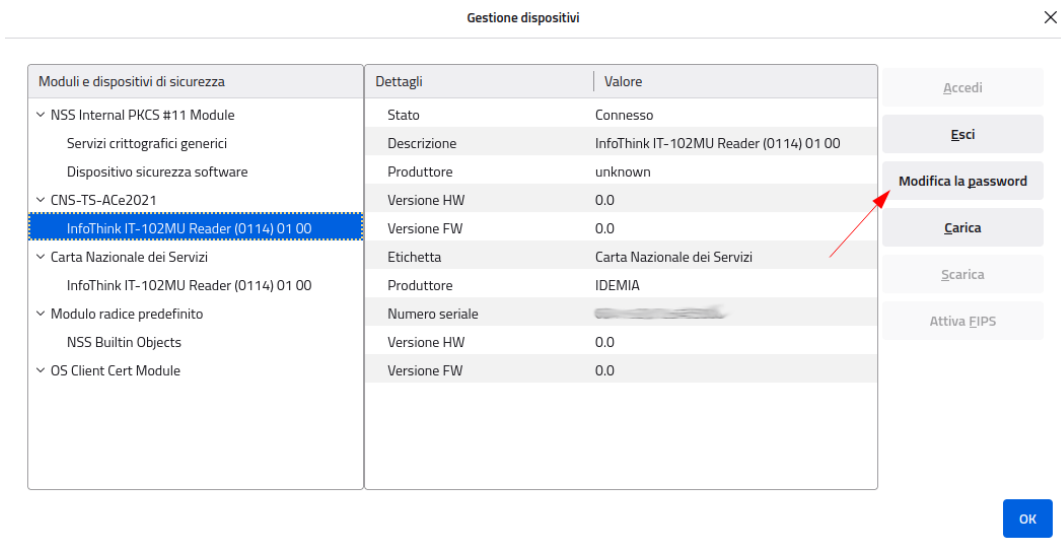 Gestione dispositivi
Moduli e dispositivi di sicurezza
NSS Internal PKCS #11 Module
Servizi crittografici generici
Dispositivo sicurezza software
CNS-TS-ACe2021
InfoThink IT-102MU Reader (0114) 01 00
Carta Nazionale dei Servizi
InfoThink IT-102MU Reader (0114) 01 00
Modulo radice predefinito
NSS Builtin Objects
OS Client Cert Module
Dettagli Valore
Stato Connesso
Descrizione InfoThink IT-102MU Reader (0114) 01 00
Produttore unknown
Versione HW 0.0
Versione FW 0.0
Etichetta Carta Nazionale dei Servizi
Produttore IDEMIA
Numero seriale
Versione HW 0.0
Versione FW 0.0
Accedi
Esci
Modifica la password
Carica
Scarica
Attiva FIPS
OK